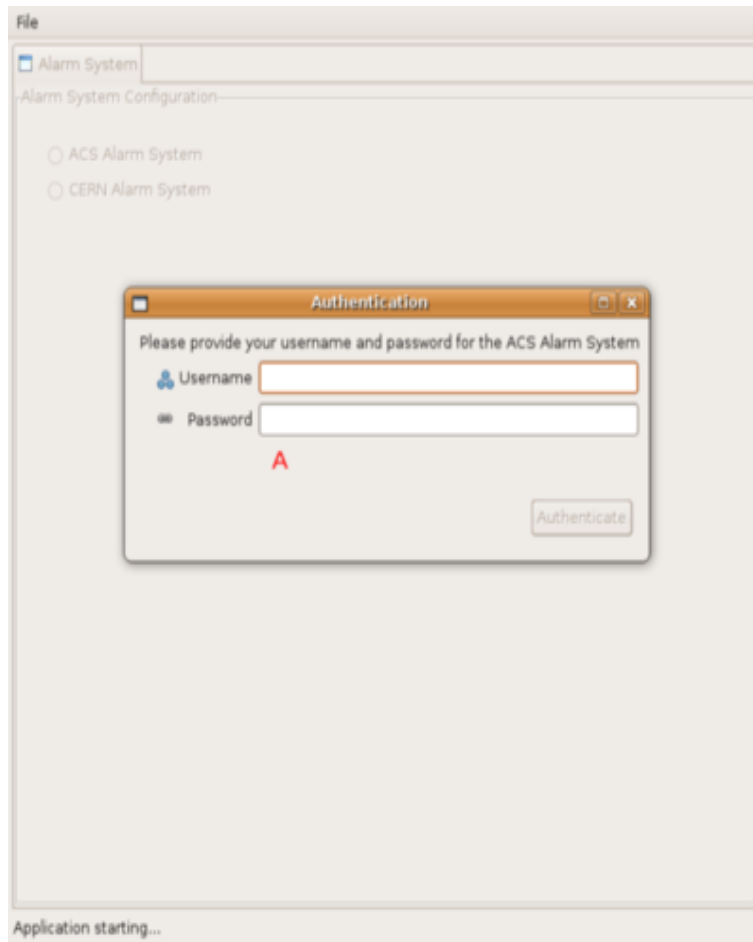 File
Alarm System
Alarm System Configuration
ACS Alarm System
CERN Alarm System
Authentication
Please provide your username and password for the ACS Alarm System
Username
Password
A
Authenticate
Application starting...